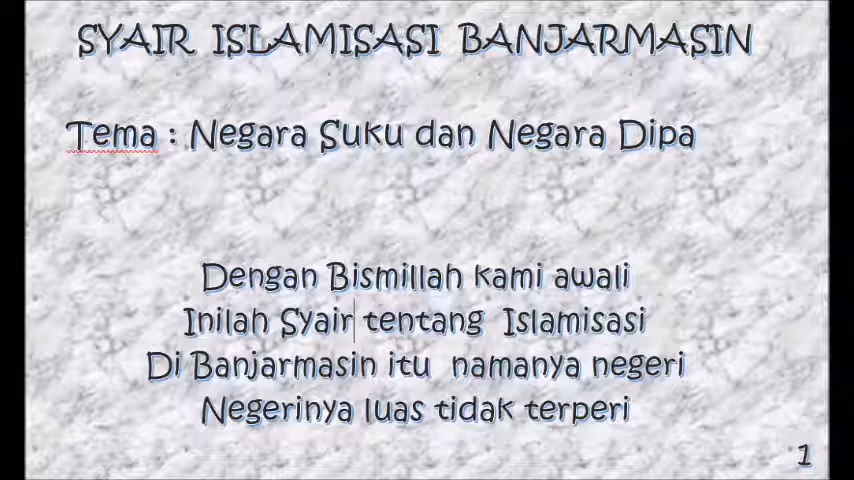 SYAIR ISLAMISASI BANJARMASIN
Tema : Negara Suku dan Negara Dipa
Dengan Bismillah kami awali
Inilah Syair tentang Islamisasi
Di Banjarmasin itu namanya negeri
Negerinya luas tidak terperi
1